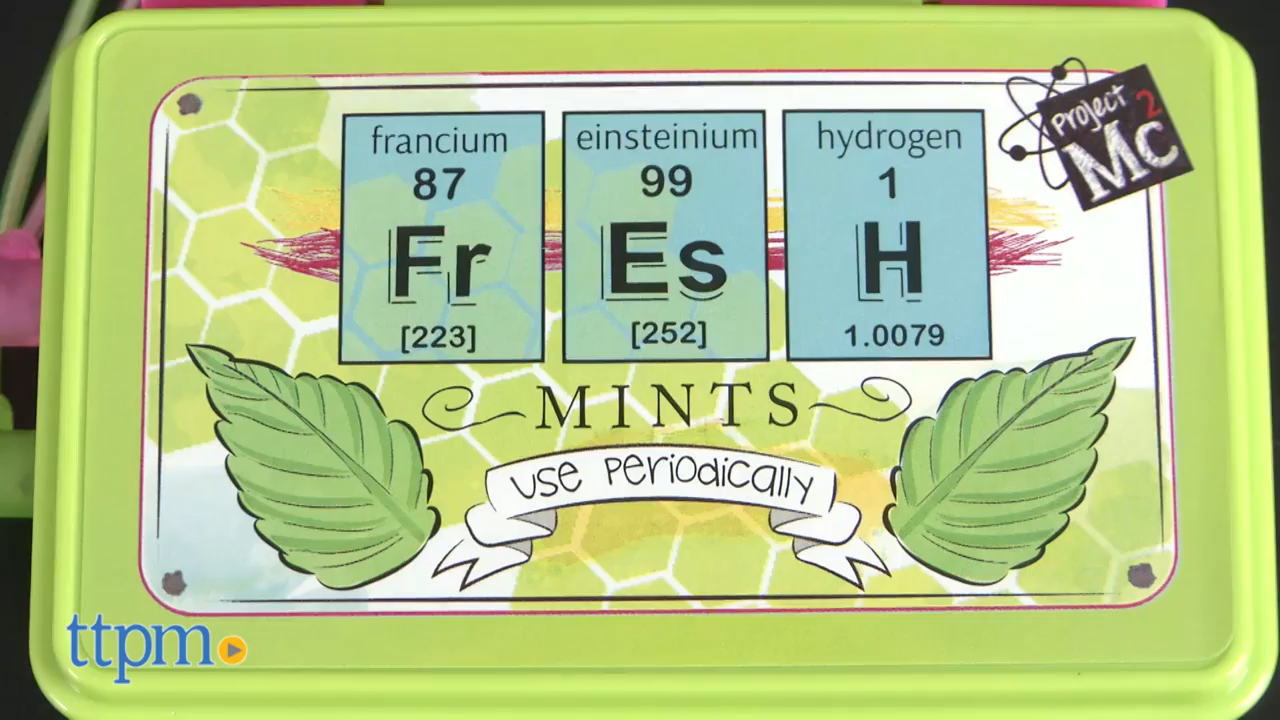 francium
87
Fr
[223]
einsteinium
99
Es
[252]
hydrogen
1
H
1.0079
Project
Mc
2
MINTS
use periodically
ttpm